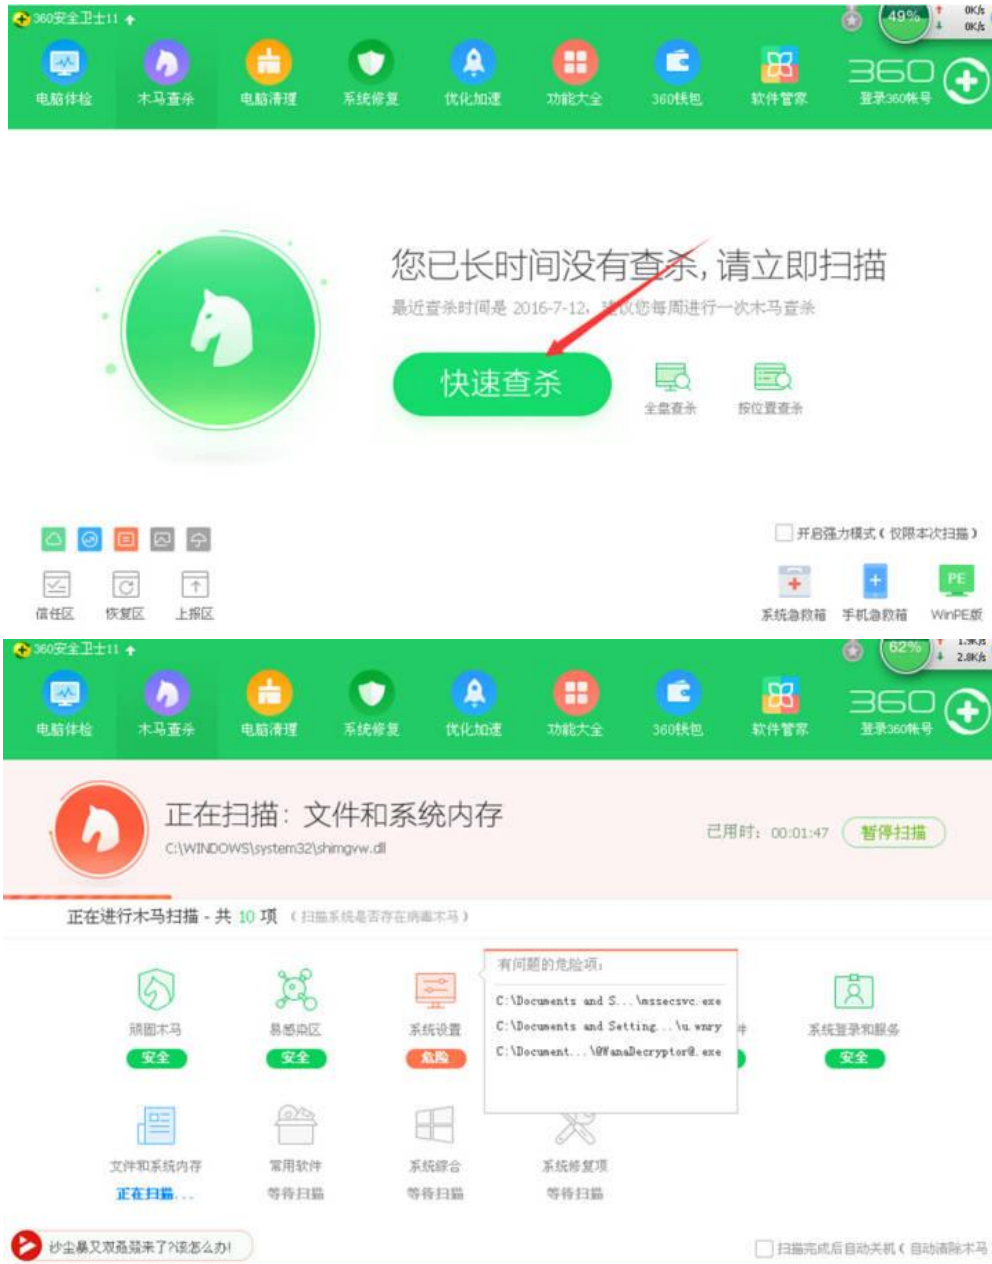 360安全卫士11
49%
0K/s
0K/s
电脑体检 木马查杀 电脑清理 系统修复 优化加速 功能大全 360钱包 软件管家
360
登录360帐号
您已长时间没有查杀,请立即扫描
最近查杀时间是 2016-7-12, 建议您每周进行一次木马查杀
快速查杀
全盘查杀 按位置查杀
开启强力模式(仅限本次扫描)
PE
信任区 恢复区 上报区
系统急救箱 手机急救箱 WinPE版
360安全卫士11
62%
2.8K/s
电脑体检 木马查杀 电脑清理 系统修复 优化加速 功能大全 360钱包 软件管家
360
登录360帐号
正在扫描:文件和系统内存
C:\WINDOWS\system32\shimgvw.dll
已用时:00:01:47 暂停扫描
正在进行木马扫描 - 共 10 项 (扫描系统是否存在病毒木马)
有问题的危险项:
C:\Documents and S...\mssecsvc.exe
C:\Documents and Setting...\u.wnry
C:\Document...\@WanaDecryptor@.exe
顽固木马 易感染区 系统设置 件 系统登录和服务
安全 安全 危险 安全
文件和系统内存 常用软件 系统综合 系统修复项
正在扫描... 等待扫描 等待扫描 等待扫描
沙尘暴又双叒叕来了?该怎么办!
扫描完成后自动关机(自动清除木马